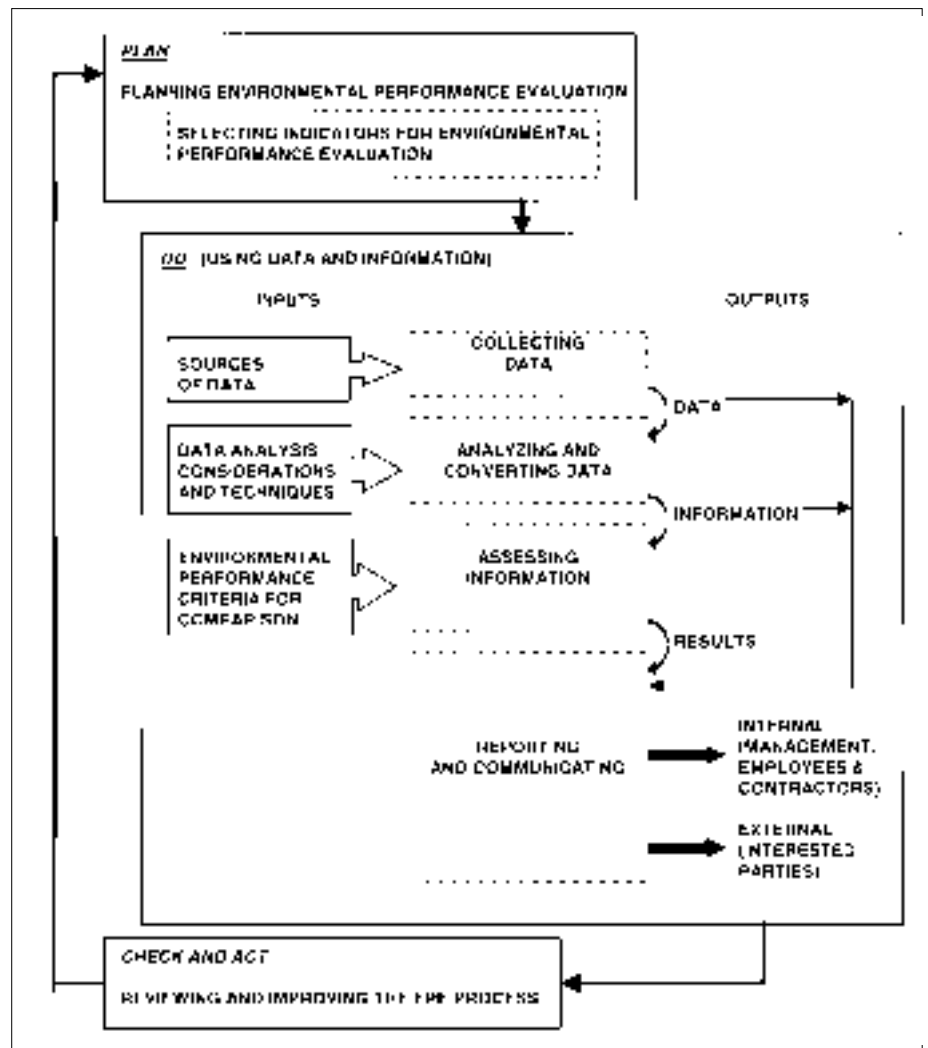 PLAN
PLANNING ENVIRONMENTAL PERFORMANCE EVALUATION
SELECTING INDICATORS FOR ENVIRONMENTAL
PERFORMANCE EVALUATION
DO (USING DATA AND INFORMATION)
INPUTS
OUTPUTS
SOURCES
OF DATA
COLLECTING
DATA
DATA
DATA ANALYSIS
CONSIDERATIONS
AND TECHNIQUES
ANALYZING AND
CONVERTING DATA
INFORMATION
ENVIRONMENTAL
PERFORMANCE
CRITERIA FOR
COMPARISON
ASSESSING
INFORMATION
RESULTS
REPORTING
AND COMMUNICATING
INTERNAL
(MANAGEMENT,
EMPLOYEES &
CONTRACTORS)
EXTERNAL
(INTERESTED
PARTIES)
CHECK AND ACT
REVIEWING AND IMPROVING THE EPE PROCESS